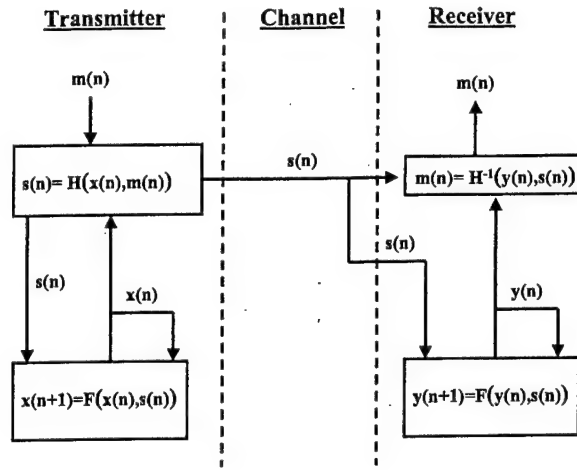 Transmitter
Channel
Receiver
m(n)
m(n)
s(n)= H(x(n),m(n))
s(n)
m(n)= H⁻¹(y(n),s(n))
s(n)
s(n)
x(n)
y(n)
x(n+1)=F(x(n),s(n))
y(n+1)=F(y(n),s(n))